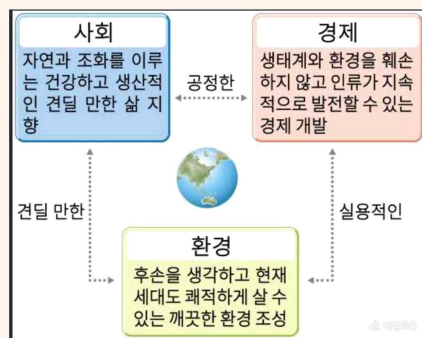 사회
자연과 조화를 이루
는 건강하고 생산적
인 견딜 만한 삶 지
향
공정한
경제
생태계와 환경을 훼손
하지 않고 인류가 지속
적으로 발전할 수 있는
경제 개발
견딜 만한
실용적인
환경
후손을 생각하고 현재
세대도 쾌적하게 살 수
있는 깨끗한 환경 조성